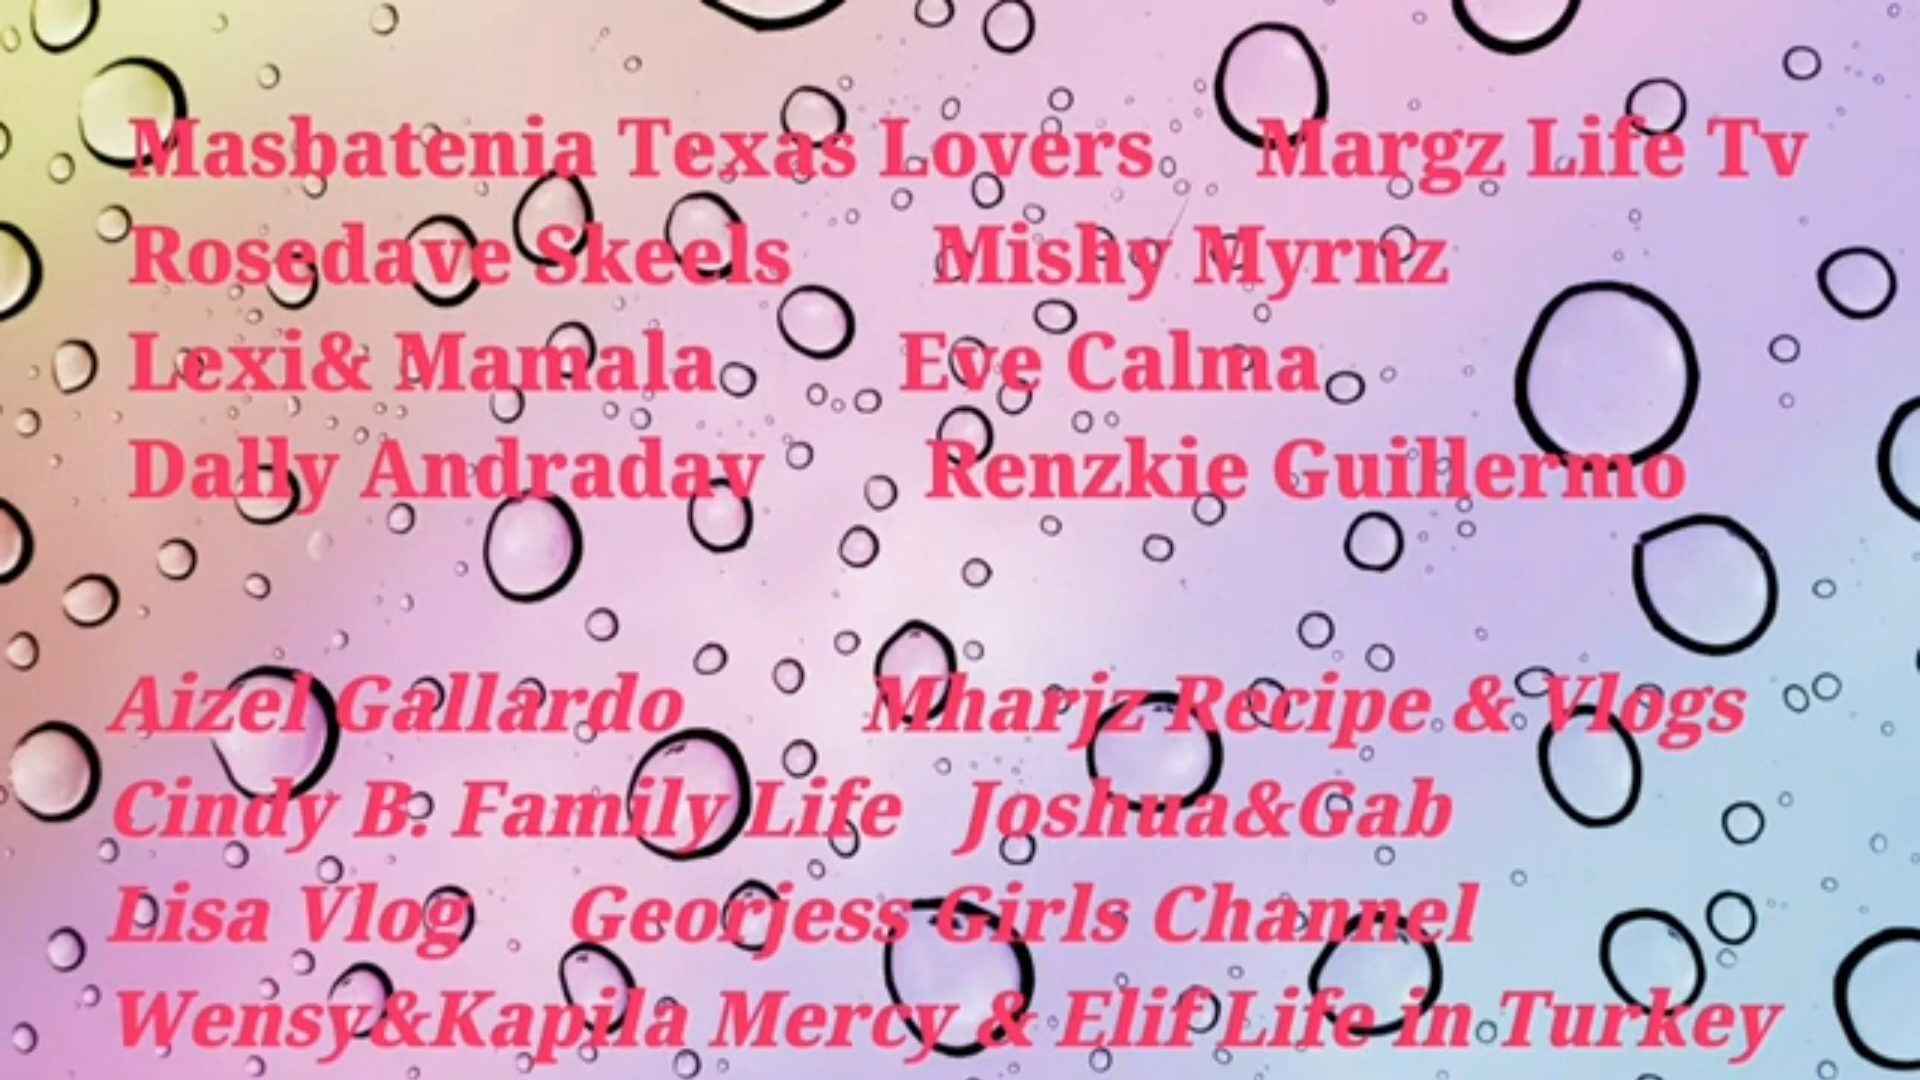 Masbatenia Texas Lovers Margz Life Tv
Rosedave Skeels Mishy Myrnz
Lexi& Mamala Eve Calma
Dally Andraday Renzkie Guillermo
Aizel Gallardo Mharjz Recipe & Vlogs
Cindy B. Family Life Joshua&Gab
Lisa Vlog Georjess Girls Channel
Wensy&Kapila Mercy & Elif Life in Turkey